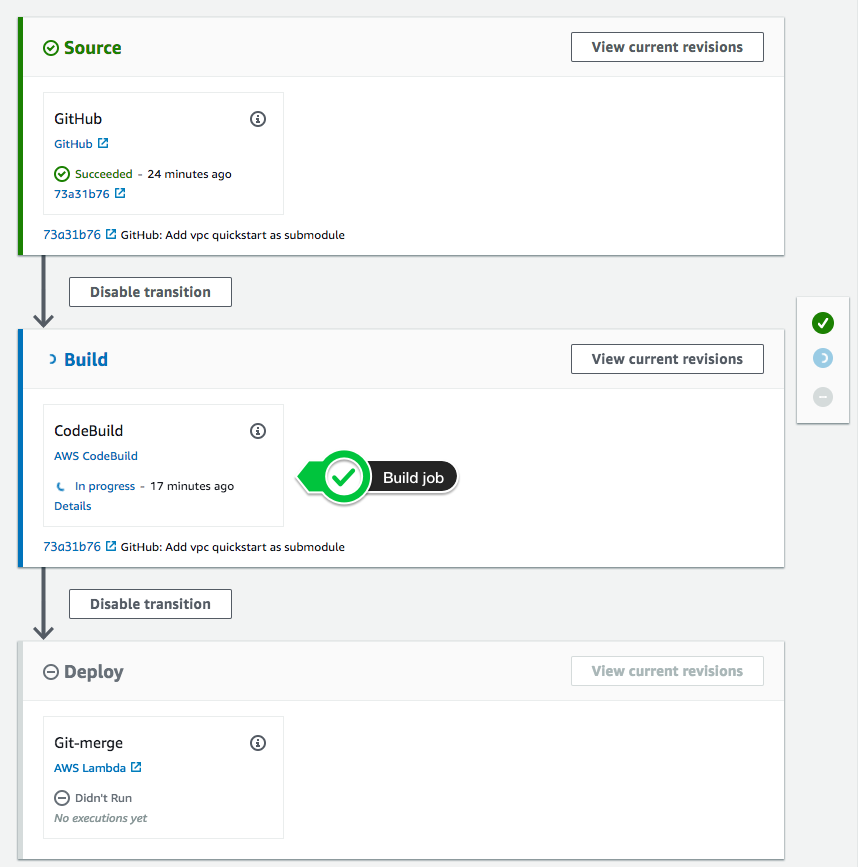 Source
View current revisions
GitHub
GitHub
Succeeded - 24 minutes ago
73a31b76
73a31b76 GitHub: Add vpc quickstart as submodule
Disable transition
Build
View current revisions
CodeBuild
AWS CodeBuild
In progress - 17 minutes ago
Details
Build job
73a31b76 GitHub: Add vpc quickstart as submodule
Disable transition
Deploy
View current revisions
Git-merge
AWS Lambda
Didn't Run
No executions yet